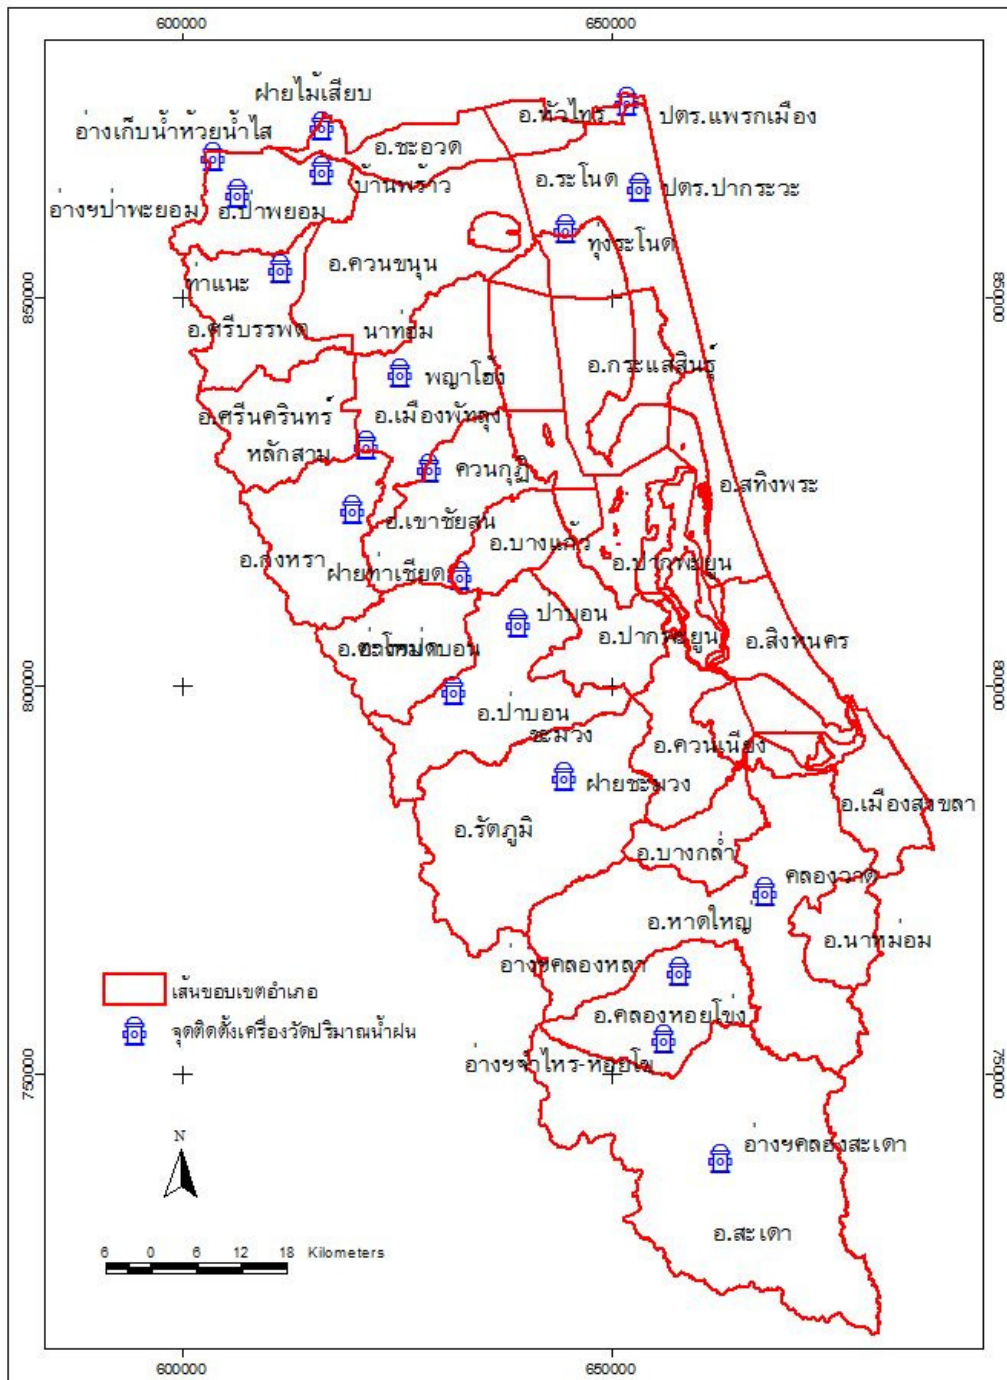 600000
650000
ฝายไม้เสียบ
อ.หัวไทร
ปตร.แพรกเมือง
อ่างเก็บน้ำห้วยน้ำใส
อ.ชะอวด
บ้านพร้าว
อ.ระโนด
ปตร.ปากระวะ
อ่างฯป่าพะยอม
อ.ป่าพยอม
ทุ่งระโนด
อ.ควนขนุน
ท่าแนะ
850000
850000
อ.ศรีบรรพต
นาท่อม
อ.กระแสสินธุ์
พญาโฮ้ง
อ.ศรีนครินทร์
อ.เมืองพัทลุง
หลักสาม
ควนกุฏิ
อ.สทิงพระ
อ.เขาชัยสน
อ.บางแก้ว
อ.กงหรา
ฝายท่าเชียด
อ.ปากพะยูน
ป่าบอน
อ.ปากพะยูน
อ.สิงหนคร
อ.ตะโหมด
800000
800000
อ.ป่าบอน
ชะมวง
อ.ควนเนียง
ฝายชะมวง
อ.เมืองสงขลา
อ.รัตภูมิ
อ.บางกล่ำ
คลองวาด
อ.หาดใหญ่
อ.นาหม่อม
อ่างฯคลองหลา
เส้นขอบเขตอำเภอ
อ.คลองหอยโข่ง
จุดติดตั้งเครื่องวัดปริมาณน้ำฝน
อ่างฯจำไหร-หอยโข
750000
750000
N
อ่างฯคลองสะเดา
อ.สะเดา
6 0 6 12 18 Kilometers
600000
650000